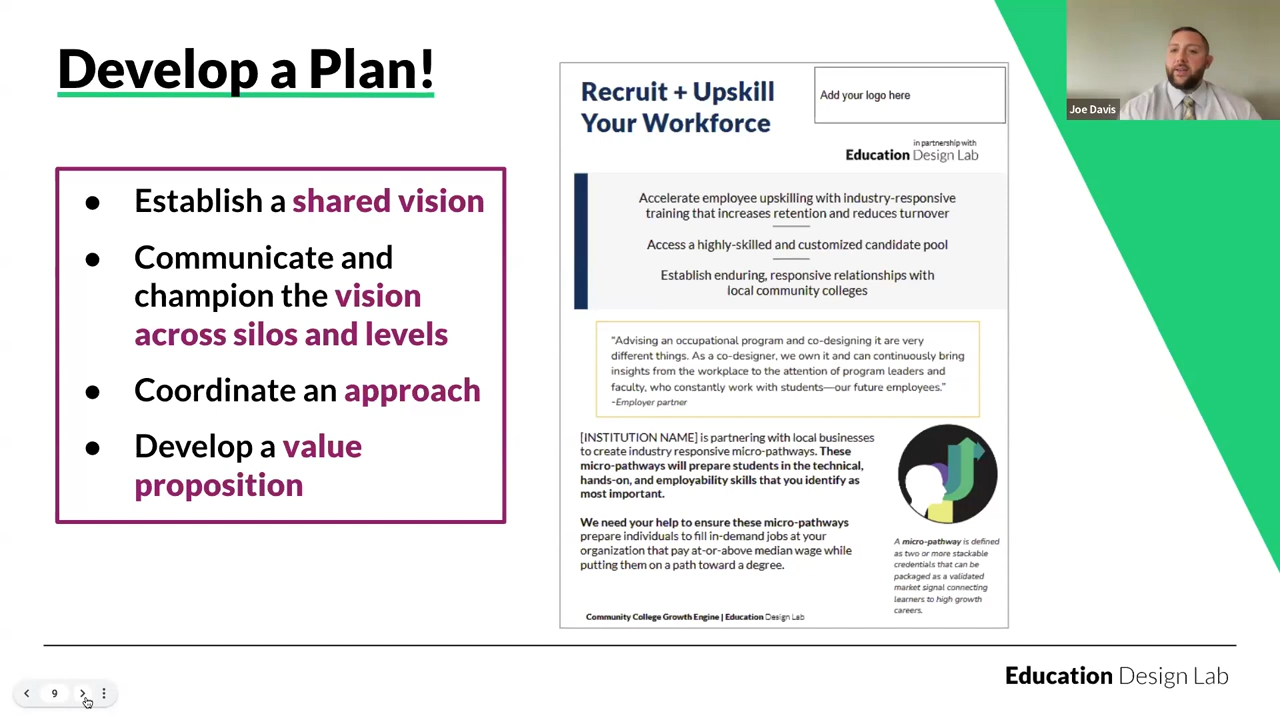 Develop a Plan!
Establish a shared vision
Communicate and
champion the vision
across silos and levels
Coordinate an approach
Develop a value
proposition
Recruit + Upskill
Your Workforce
Add your logo here
in partnership with
Education Design Lab
Accelerate employee upskilling with industry-responsive
training that increases retention and reduces turnover
Access a highly-skilled and customized candidate pool
Establish enduring, responsive relationships with
local community colleges
“Advising an occupational program and co-designing it are very
different things. As a co-designer, we own it and can continuously bring
insights from the workplace to the attention of program leaders and
faculty, who constantly work with students—our future employees.”
-Employer partner
[INSTITUTION NAME] is partnering with local businesses
to create industry responsive micro-pathways. These
micro-pathways will prepare students in the technical,
hands-on, and employability skills that you identify as
most important.
We need your help to ensure these micro-pathways
prepare individuals to fill in-demand jobs at your
organization that pay at-or-above median wage while
putting them on a path toward a degree.
A micro-pathway is defined
as two or more stackable
credentials that can be
packaged as a validated
market signal connecting
learners to high growth
careers.
Community College Growth Engine | Education Design Lab
Joe Davis
Education Design Lab
9